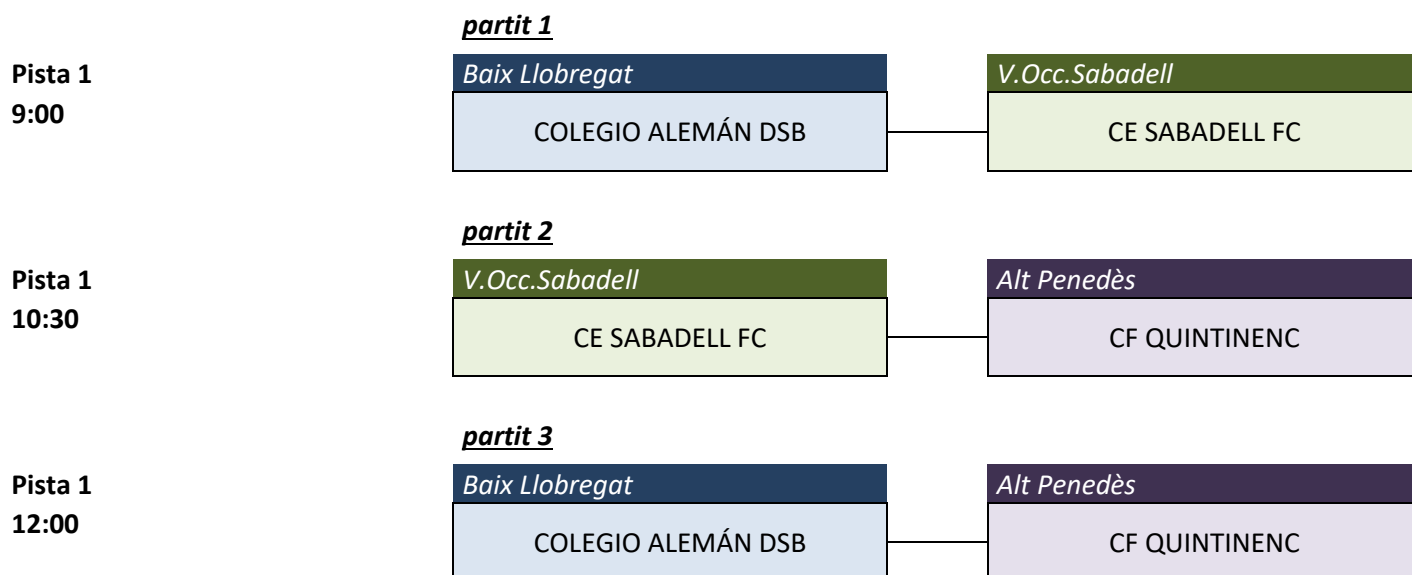 partit 1
Pista 1
9:00
Baix Llobregat
V.Occ.Sabadell
COLEGIO ALEMÁN DSB
CE SABADELL FC
partit 2
Pista 1
10:30
V.Occ.Sabadell
Alt Penedès
CE SABADELL FC
CF QUINTINENC
partit 3
Pista 1
12:00
Baix Llobregat
Alt Penedès
COLEGIO ALEMÁN DSB
CF QUINTINENC